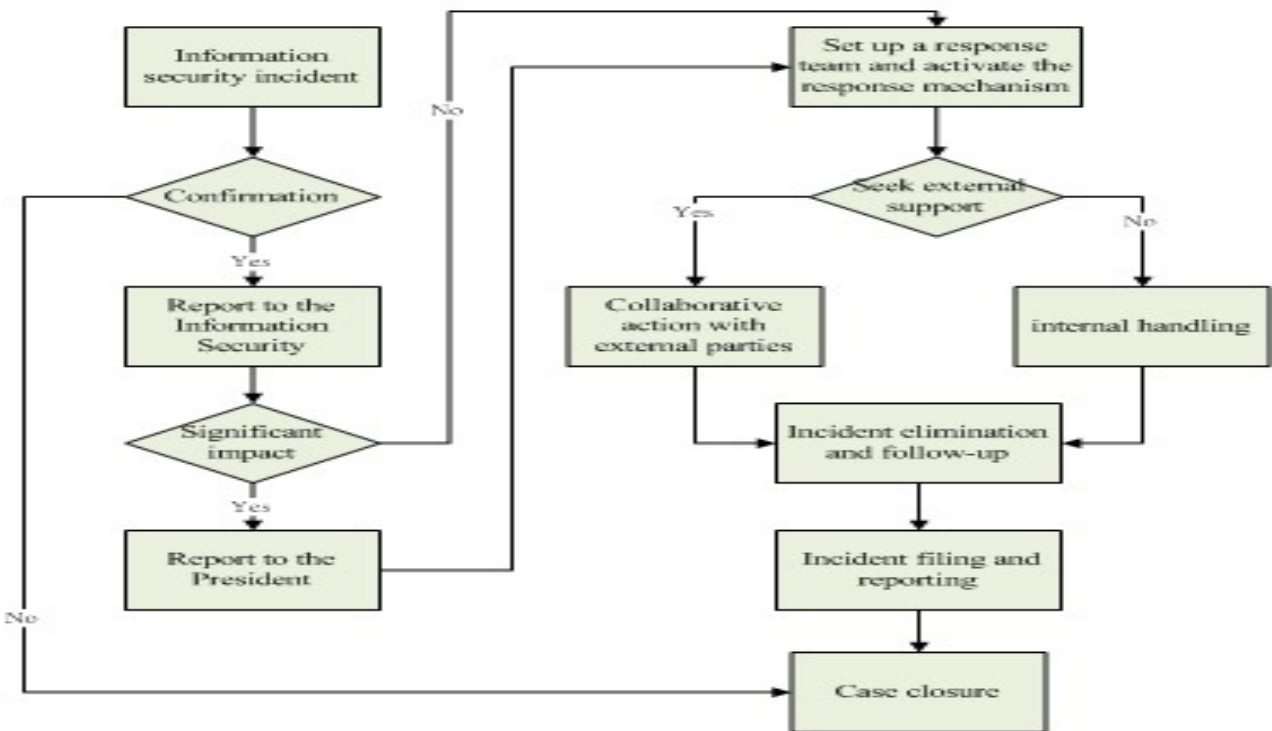 Information
security incident
Confirmation
Yes
Report to the
Information
Security
Significant
impact
Yes
Report to the
President
No
No
Set up a response
team and activate the
response mechanism
Seek external
support
Yes
No
Collaborative
action with
external parties
internal handling
Incident elimination
and follow-up
Incident filing and
reporting
Case closure